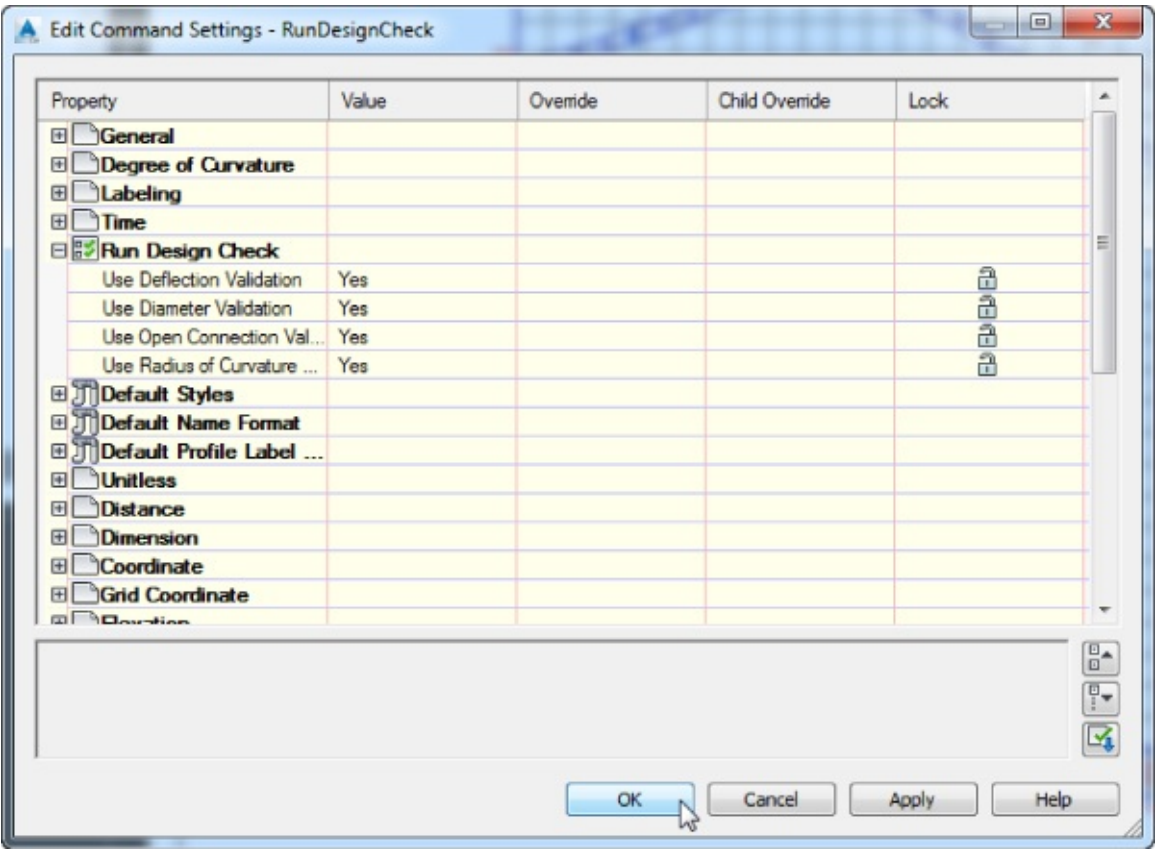 Edit Command Settings - RunDesignCheck
Property Value Override Child Override Lock
General
Degree of Curvature
Labeling
Time
Run Design Check
Use Deflection Validation Yes
Use Diameter Validation Yes
Use Open Connection Val... Yes
Use Radius of Curvature ... Yes
Default Styles
Default Name Format
Default Profile Label ...
Unitless
Distance
Dimension
Coordinate
Grid Coordinate
Elevation
OK Cancel Apply Help